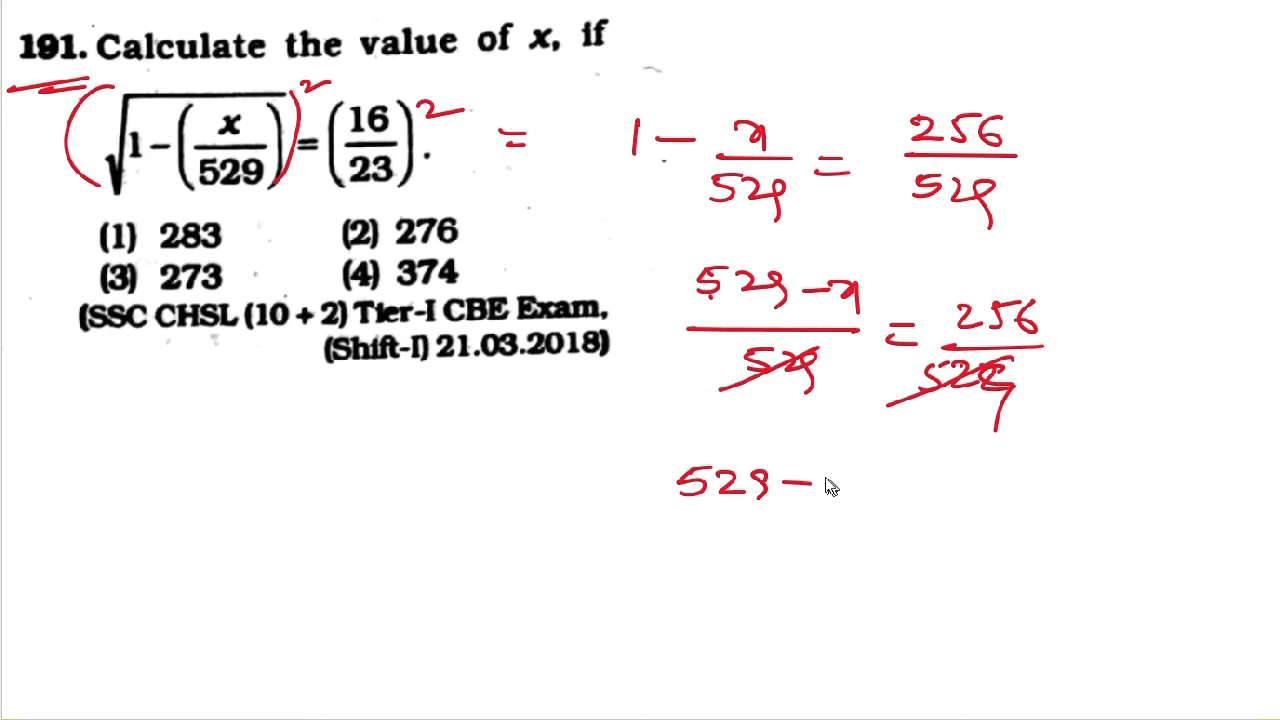 191. Calculate the value of x, if
(√1-(x/529))² = (16/23)². = 1 - x/529 = 256/529
(1) 283 (2) 276
(3) 273 (4) 374
(SSC CHSL (10 + 2) Tier-I CBE Exam,
(Shift-I) 21.03.2018)
529 - x/529 = 256/529
529 -